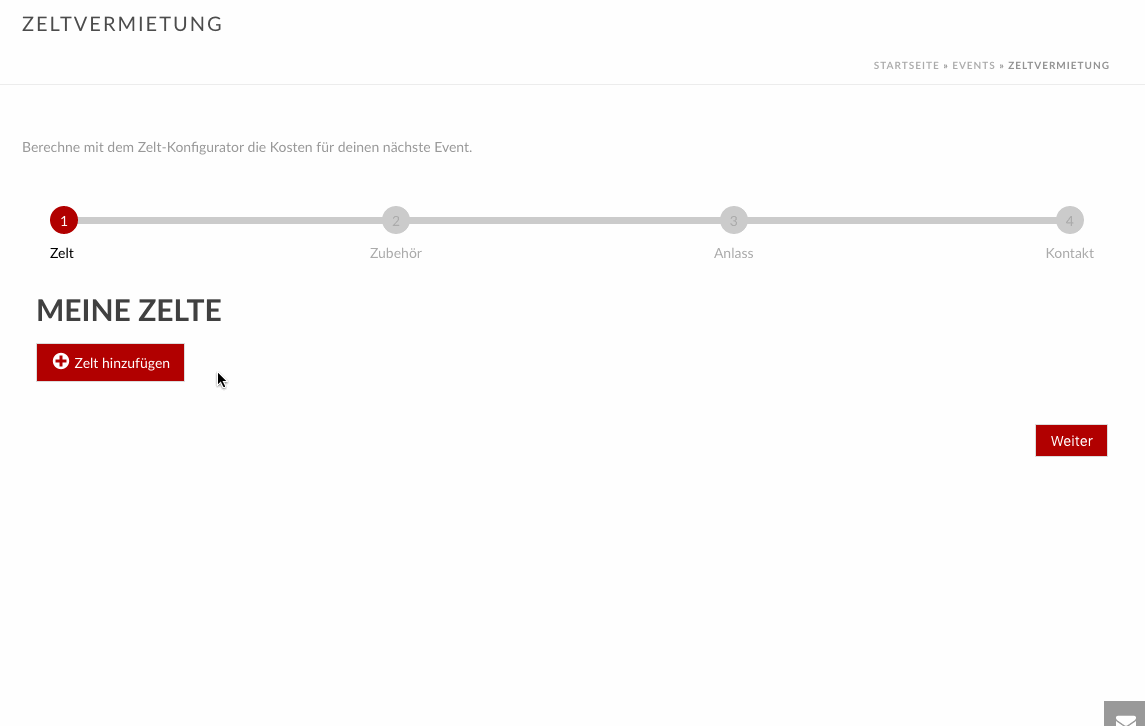 ZELTVERMIETUNG
STARTSEITE » EVENTS » ZELTVERMIETUNG
Berechne mit dem Zelt-Konfigurator die Kosten für deinen nächste Event.
1 2 3 4
Zelt Zubehör Anlass Kontakt
MEINE ZELTE
Zelt hinzufügen
Weiter